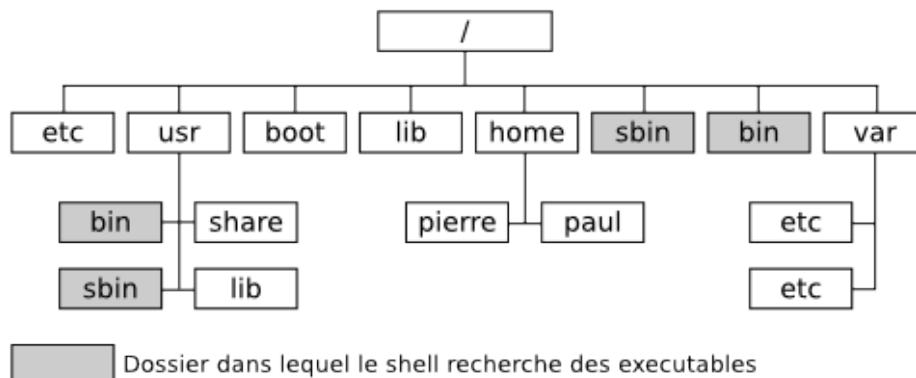 /
etc usr boot lib home sbin bin var
bin share pierre paul etc
sbin lib etc
Dossier dans lequel le shell recherche des executables